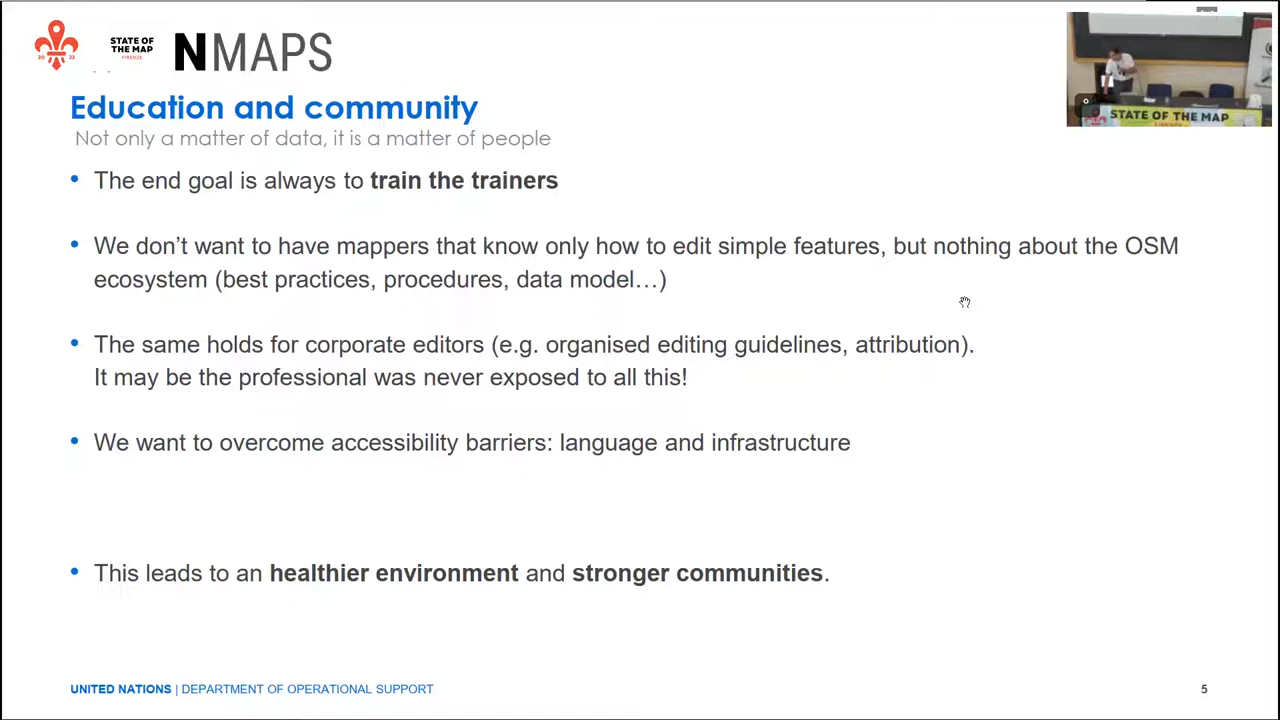 STATE OF
THE MAP
FIRENZE
20 22
NMAPS
Education and community
Not only a matter of data, it is a matter of people
• The end goal is always to train the trainers
• We don’t want to have mappers that know only how to edit simple features, but nothing about the OSM
ecosystem (best practices, procedures, data model…)
• The same holds for corporate editors (e.g. organised editing guidelines, attribution).
It may be the professional was never exposed to all this!
• We want to overcome accessibility barriers: language and infrastructure
• This leads to an healthier environment and stronger communities.
UNITED NATIONS | DEPARTMENT OF OPERATIONAL SUPPORT
5
STATE OF THE MAP